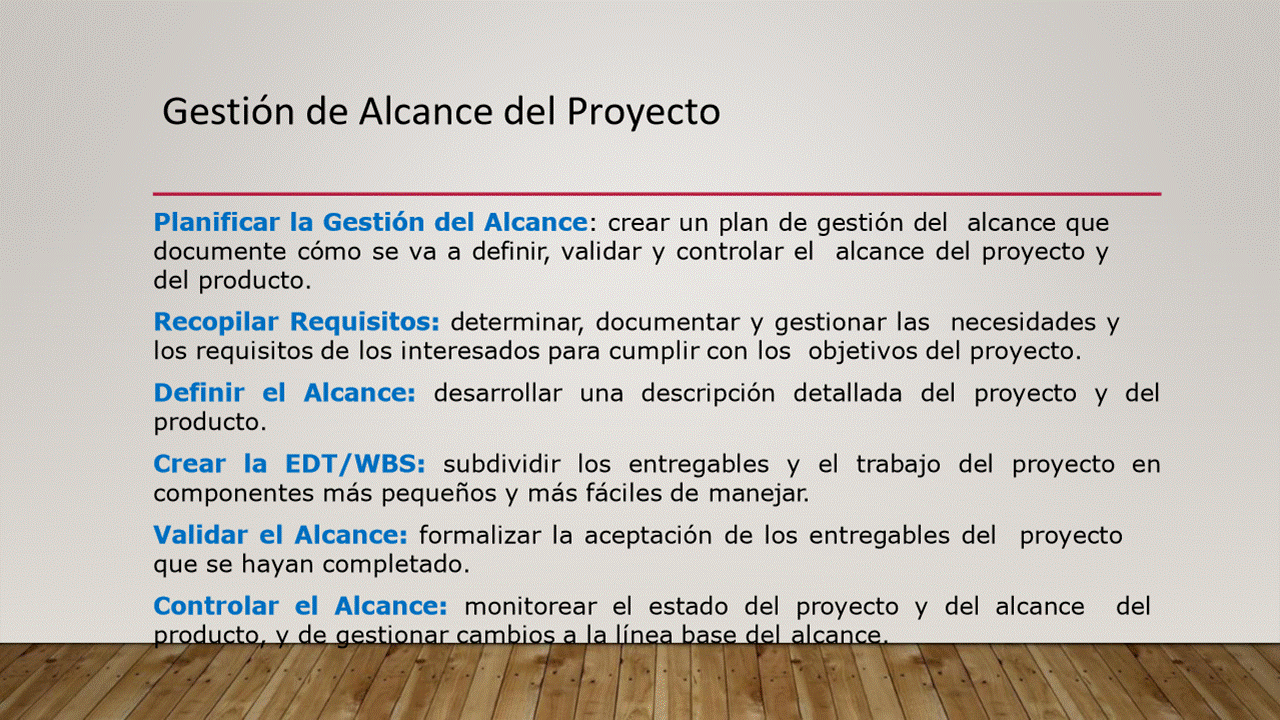 Gestión de Alcance del Proyecto
Planificar la Gestión del Alcance: crear un plan de gestión del alcance que
documente cómo se va a definir, validar y controlar el alcance del proyecto y
del producto.
Recopilar Requisitos: determinar, documentar y gestionar las necesidades y
los requisitos de los interesados para cumplir con los objetivos del proyecto.
Definir el Alcance: desarrollar una descripción detallada del proyecto y del
producto.
Crear la EDT/WBS: subdividir los entregables y el trabajo del proyecto en
componentes más pequeños y más fáciles de manejar.
Validar el Alcance: formalizar la aceptación de los entregables del proyecto
que se hayan completado.
Controlar el Alcance: monitorear el estado del proyecto y del alcance del
producto, y de gestionar cambios a la línea base del alcance.